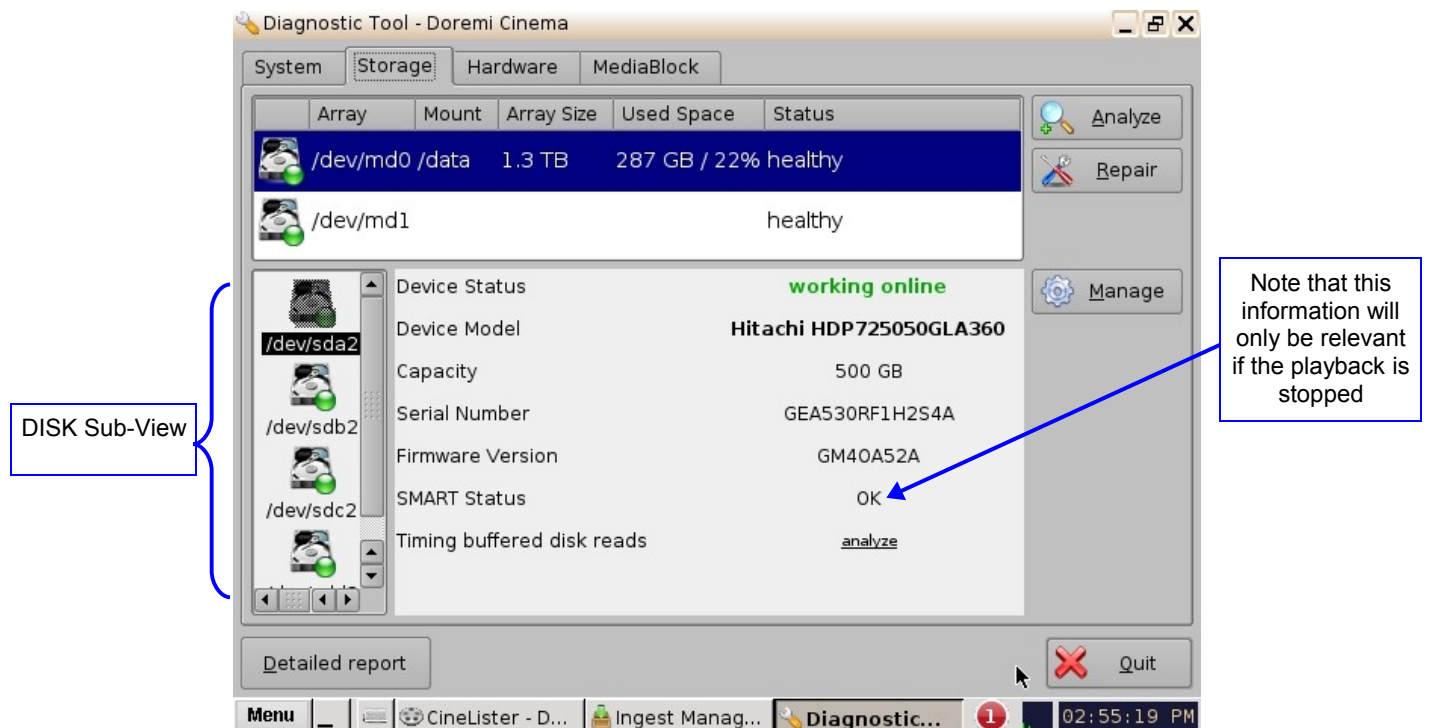 Diagnostic Tool - Doremi Cinema
System Storage Hardware MediaBlock
Array Mount Array Size Used Space Status
/dev/md0 /data 1.3 TB 287 GB / 22% healthy
/dev/md1 healthy
Analyze
Repair
Manage
/dev/sda2
/dev/sdb2
/dev/sdc2
Device Status working online
Device Model Hitachi HDP725050GLA360
Capacity 500 GB
Serial Number GEA530RF1H2S4A
Firmware Version GM4OA52A
SMART Status OK
Timing buffered disk reads analyze
DISK Sub-View
Note that this
information will
only be relevant
if the playback is
stopped
Detailed report
Quit
Menu CineLister - D... Ingest Manag... Diagnostic... 1 02:55:19 PM